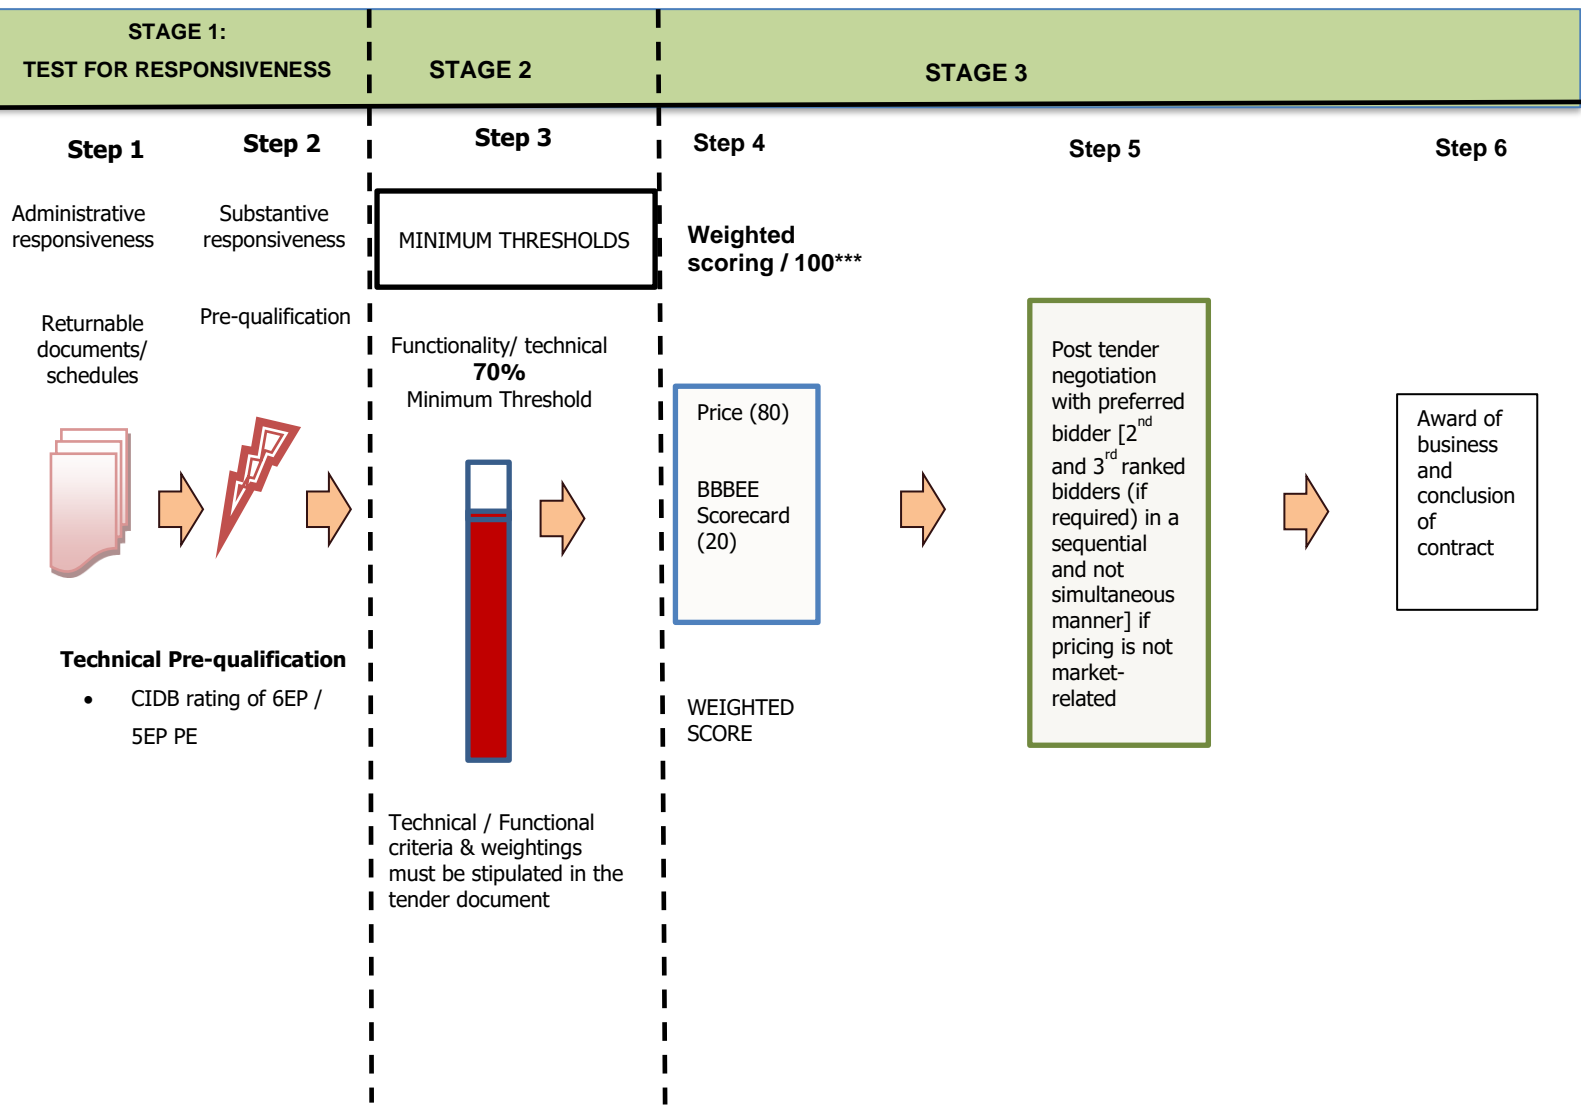 STAGE 1:
TEST FOR RESPONSIVENESS
STAGE 2
STAGE 3
Step 1
Step 2
Step 3
Step 4
Step 5
Step 6
Administrative
responsiveness
Substantive
responsiveness
MINIMUM THRESHOLDS
Weighted
scoring / 100***
Returnable
documents/
schedules
Pre-qualification
Functionality/ technical
70%
Minimum Threshold
Price (80)
BBBEE
Scorecard
(20)
Post tender
negotiation
with preferred
bidder [2nd
and 3rd ranked
bidders (if
required) in a
sequential
and not
simultaneous
manner] if
pricing is not
market-
related
Award of
business
and
conclusion
of
contract
Technical Pre-qualification
• CIDB rating of 6EP /
5EP PE
WEIGHTED
SCORE
Technical / Functional
criteria & weightings
must be stipulated in the
tender document